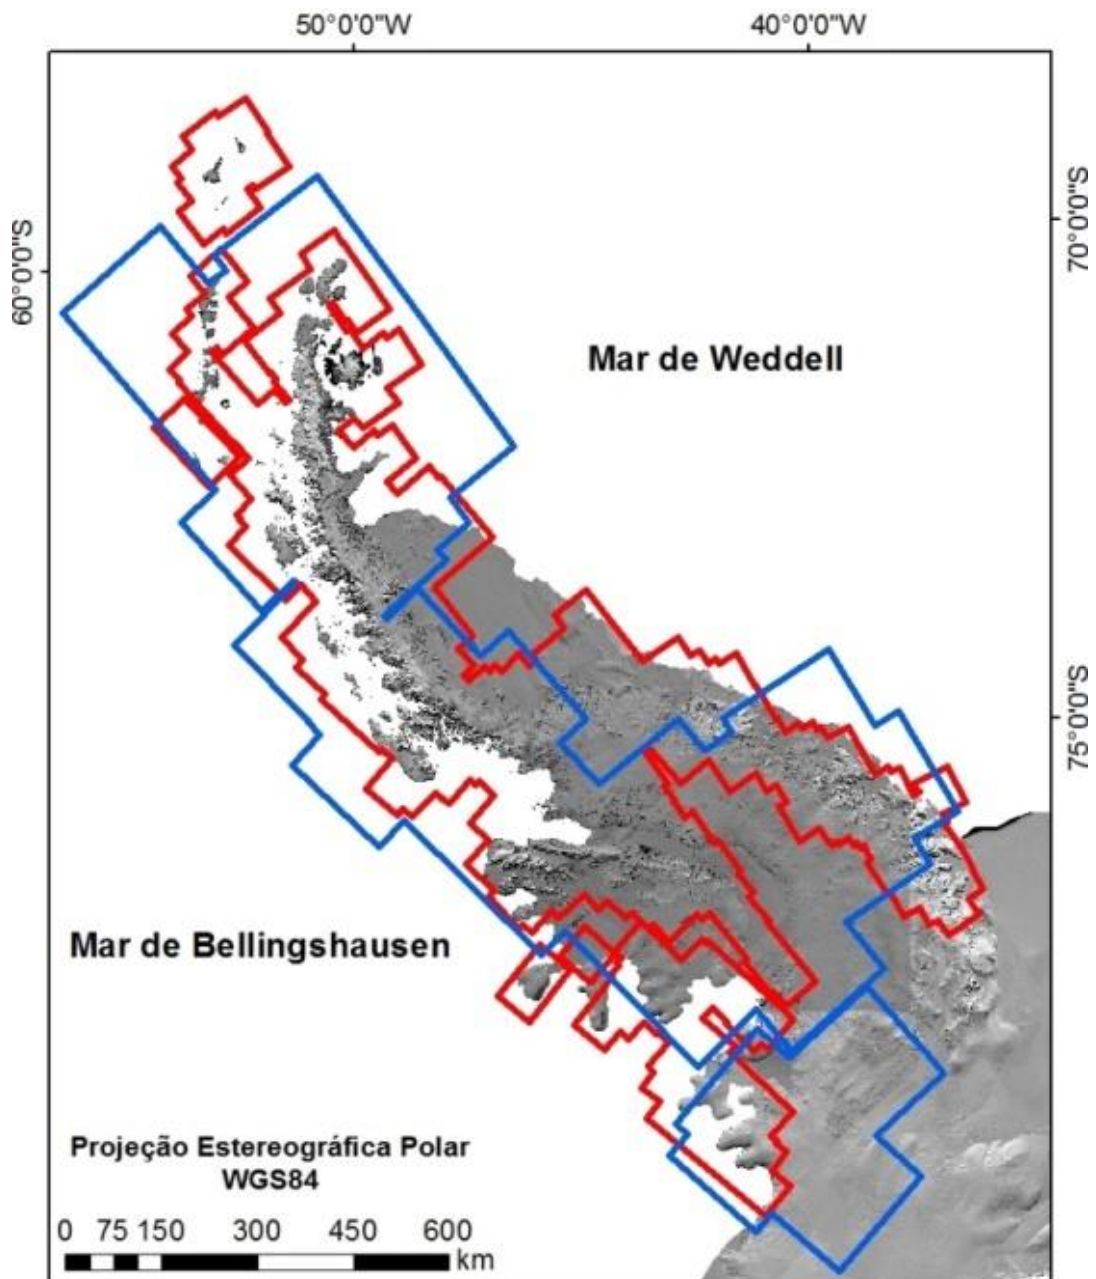 50°0'0"W
40°0'0"W
60°0'0"S
70°0'0"S
Mar de Weddell
75°0'0"S
Mar de Bellingshausen
Projeção Estereográfica Polar
WGS84
0 75 150 300 450 600
km